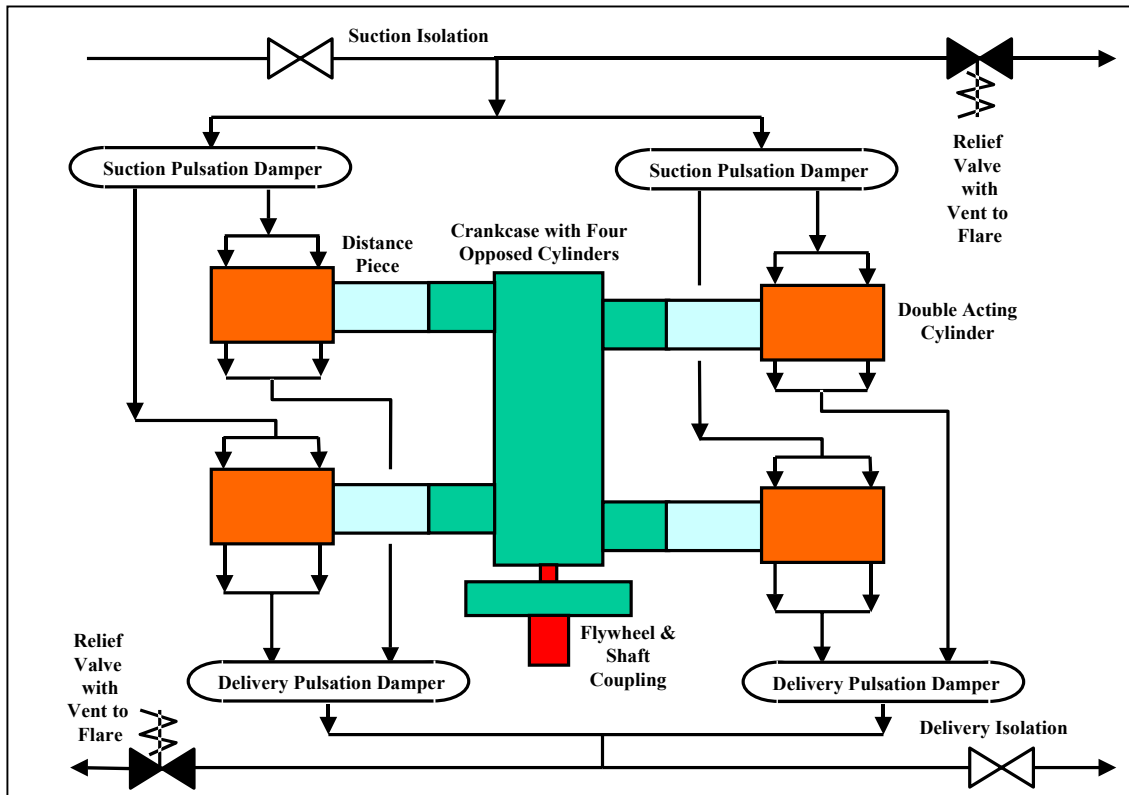 Suction Isolation
Relief
Valve
with
Vent to
Flare
Suction Pulsation Damper
Suction Pulsation Damper
Crankcase with Four
Opposed Cylinders
Distance
Piece
Double Acting
Cylinder
Flywheel &
Shaft
Coupling
Relief
Valve
with
Vent to
Flare
Delivery Pulsation Damper
Delivery Pulsation Damper
Delivery Isolation